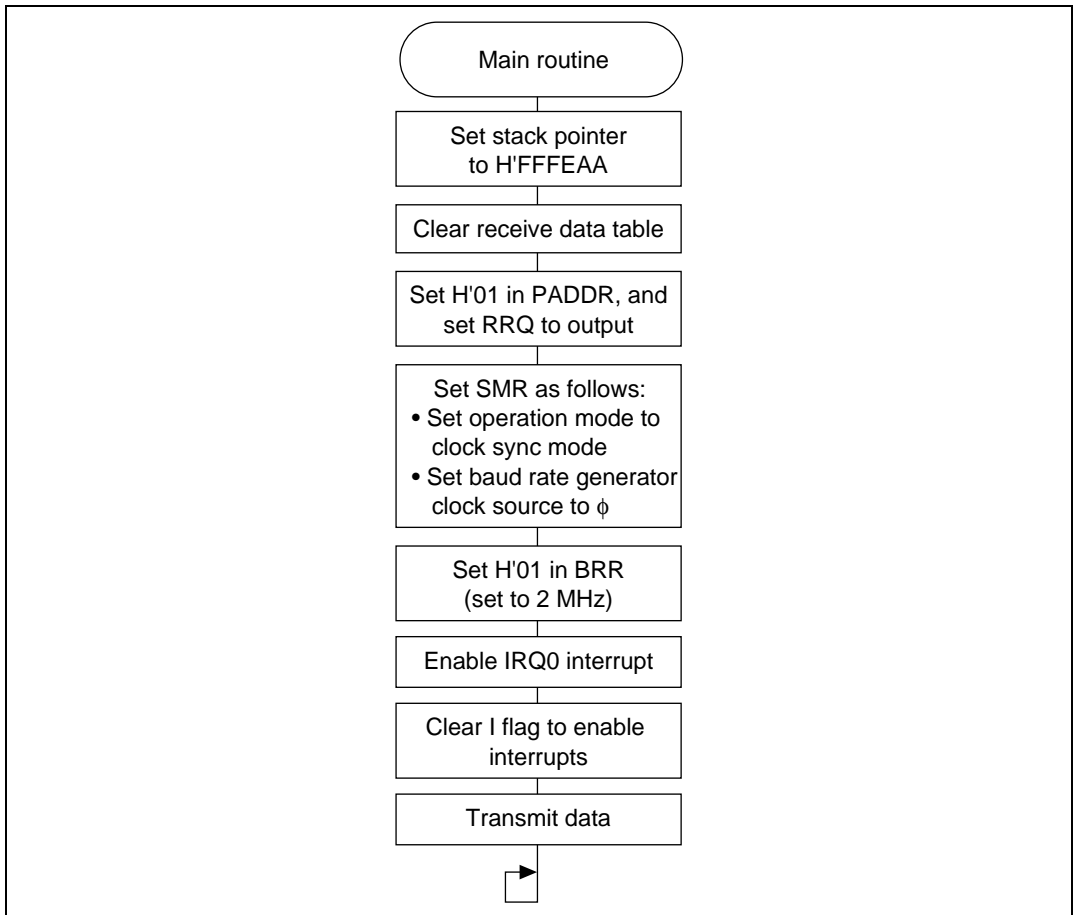 Main routine
Set stack pointer
to H'FFFEAA
Clear receive data table
Set H'01 in PADDR, and
set RRQ to output
Set SMR as follows:
• Set operation mode to
clock sync mode
• Set baud rate generator
clock source to ϕ
Set H'01 in BRR
(set to 2 MHz)
Enable IRQ0 interrupt
Clear I flag to enable
interrupts
Transmit data